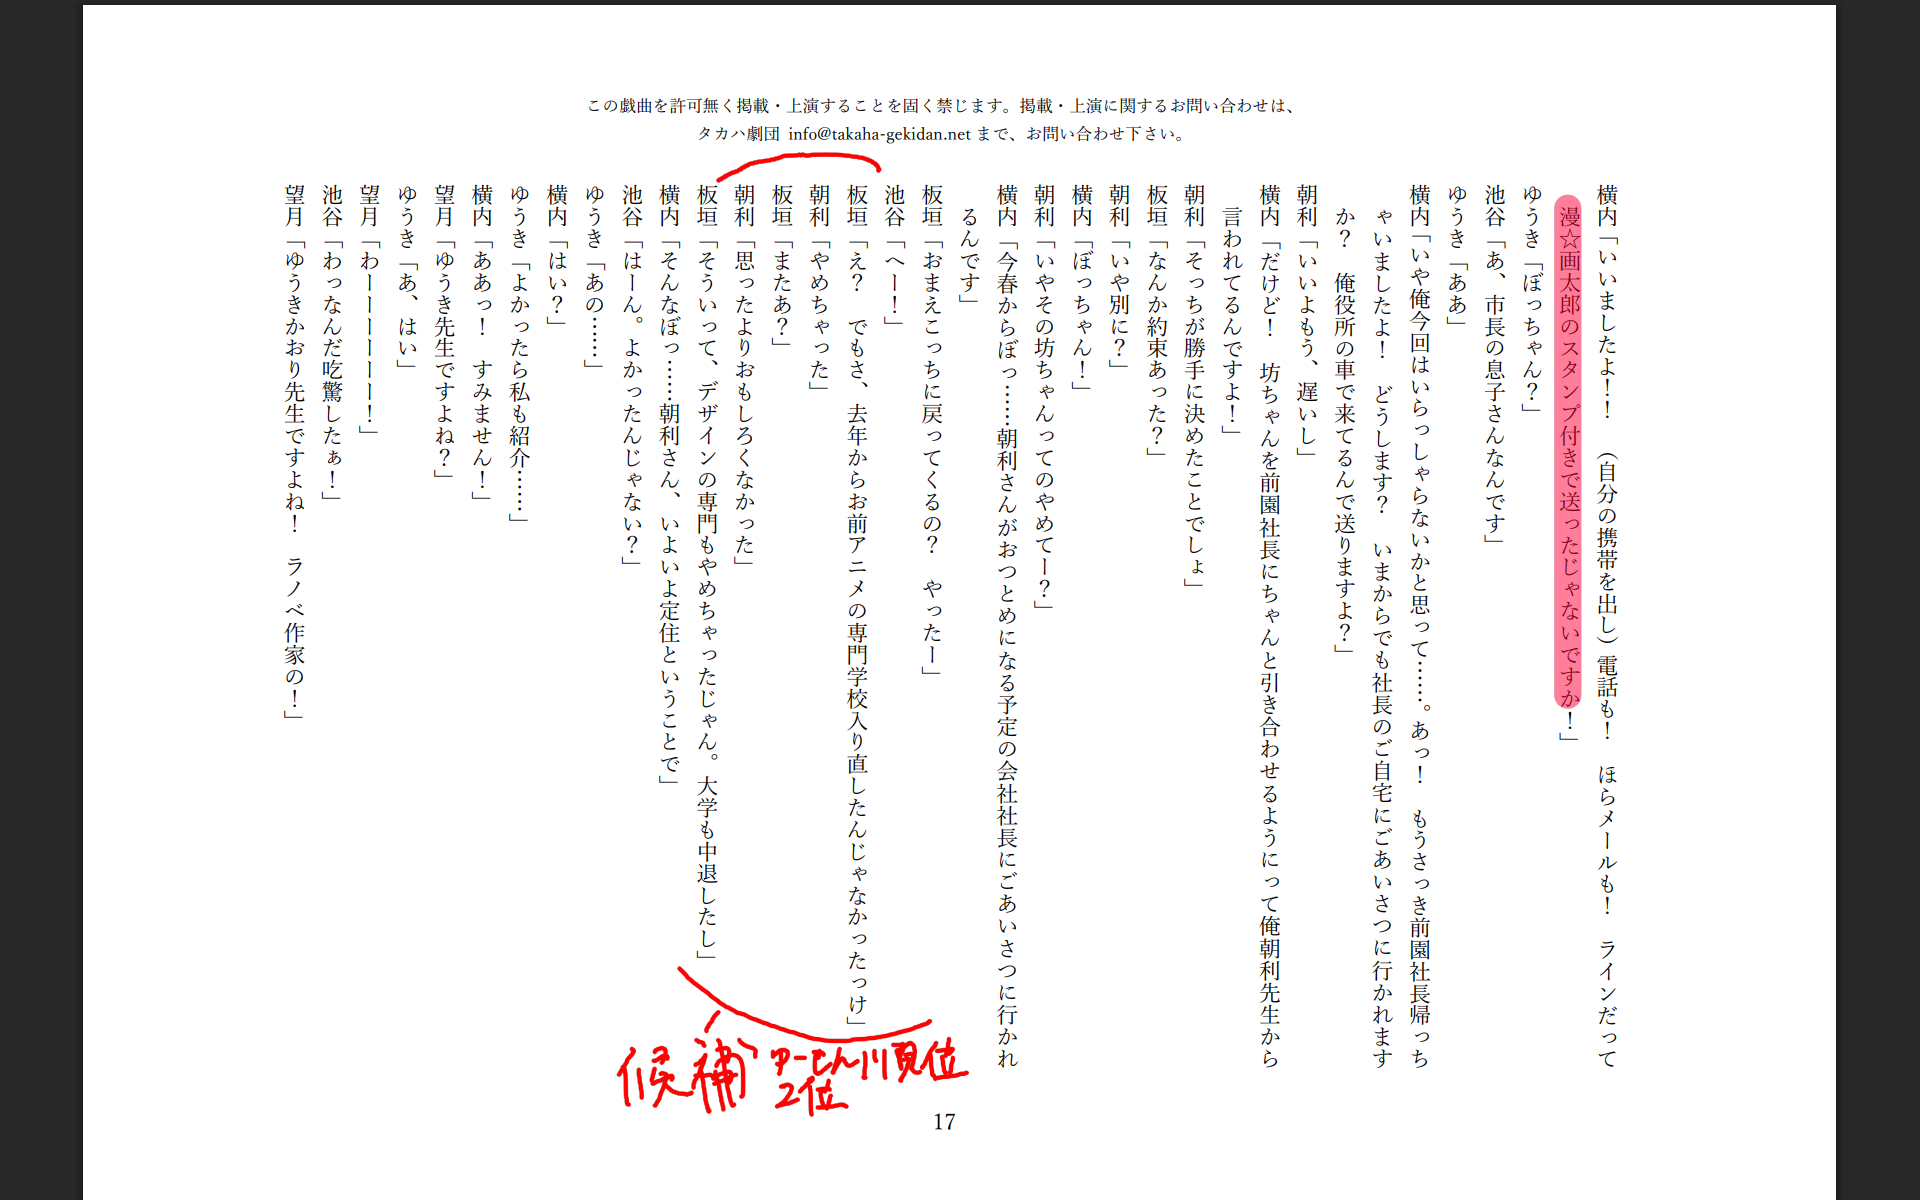 この戯曲を許可無く掲載・上演することを固く禁じます。掲載・上演に関するお問い合わせは、
タカハ劇団 info@takaha-gekidan.net まで、お問い合わせ下さい。
横内「いいましたよ！！　（自分の携帯を出し）電話も！　ほらメールも！　ラインだって
漫☆画太郎のスタンプ付きで送ったじゃないですか！」
ゆうき「ぼっちゃん？」
池谷「あ、市長の息子さんなんです」
ゆうき「ああ」
横内「いや俺今回はいらっしゃらないかと思って……。あっ！　もうさっき前園社長帰っち
ゃいましたよ！　どうします？　いまからでも社長のご自宅にごあいさつに行かれます
か？　俺役所の車で来てるんで送りますよ？」
朝利「いいよもう、遅いし」
横内「だけど！　坊ちゃんを前園社長にちゃんと引き合わせるようにって俺朝利先生から
言われてるんですよ！」
朝利「そっちが勝手に決めたことでしょ」
板垣「なんか約束あった？」
朝利「いや別に？」
横内「ぼっちゃん！」
朝利「いやその坊ちゃんってのやめてー？」
横内「今春からぼっ……朝利さんがおつとめになる予定の会社社長にごあいさつに行かれ
るんです」
板垣「おまえこっちに戻ってくるの？　やったー」
池谷「へー！」
板垣「え？　でもさ、去年からお前アニメの専門学校入り直したんじゃなかったっけ」
朝利「やめちゃった」
板垣「またあ？」
朝利「思ったよりおもしろくなかった」
板垣「そういって、デザインの専門もやめちゃったじゃん。大学も中退したし」
横内「そんなぼっ……朝利さん、いよいよ定住ということで」
池谷「はーん。よかったんじゃない？」
ゆうき「あの……」
横内「はい？」
ゆうき「よかったら私も紹介……」
横内「ああっ！　すみません！」
望月「ゆうき先生ですよね？」
ゆうき「あ、はい」
望月「わーーーーー！」
池谷「わっなんだ吃驚したぁ！」
望月「ゆうきかおり先生ですよね！　ラノベ作家の！」
候補
2位
17